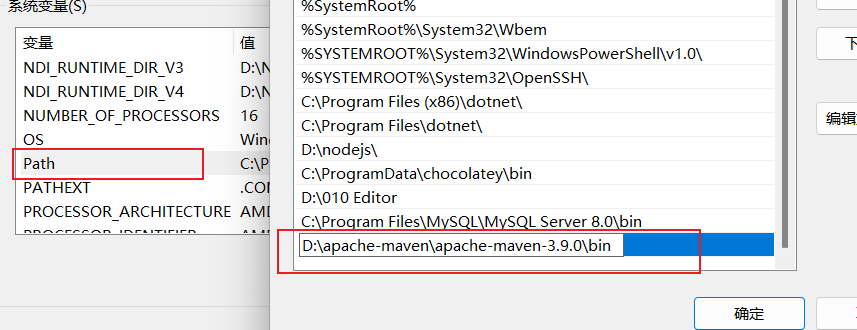 系统变量(S)
变量 值
NDI_RUNTIME_DIR_V3 D:\N
NDI_RUNTIME_DIR_V4 D:\N
NUMBER_OF_PROCESSORS 16
OS Wind
Path C:\P
PATHEXT .COM
PROCESSOR_ARCHITECTURE AMD
PROCESSOR_IDENTIFIER AMD
%SystemRoot%
%SystemRoot%\System32\Wbem
%SYSTEMROOT%\System32\WindowsPowerShell\v1.0\
%SYSTEMROOT%\System32\OpenSSH\
C:\Program Files (x86)\dotnet\
C:\Program Files\dotnet\
D:\nodejs\
C:\ProgramData\chocolatey\bin
D:\010 Editor
C:\Program Files\MySQL\MySQL Server 8.0\bin
D:\apache-maven\apache-maven-3.9.0\bin
下
编辑
确定